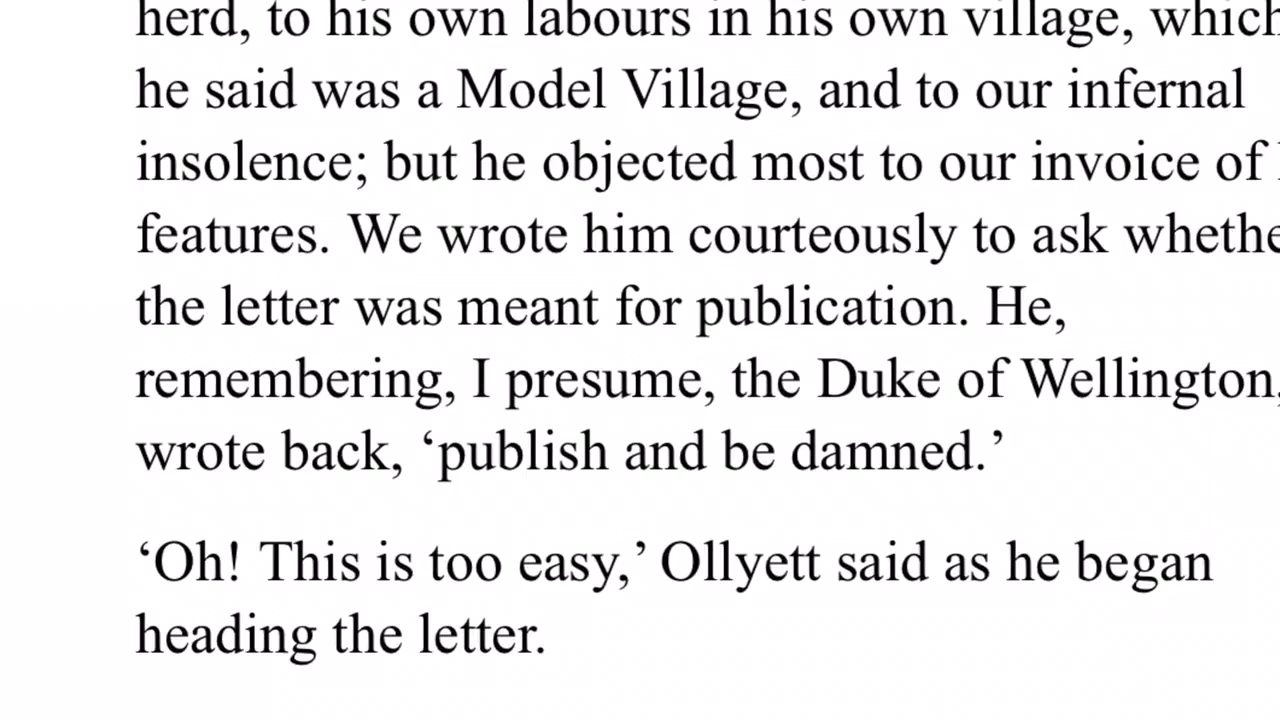 herd, to his own labours in his own village, which
he said was a Model Village, and to our infernal
insolence; but he objected most to our invoice of
features. We wrote him courteously to ask
the letter was meant for publication. He,
remembering, I presume, the Duke of Wellington,
wrote back, ‘publish and be damned.’
‘Oh! This is too easy,’ Ollyett said as he began
heading the letter.